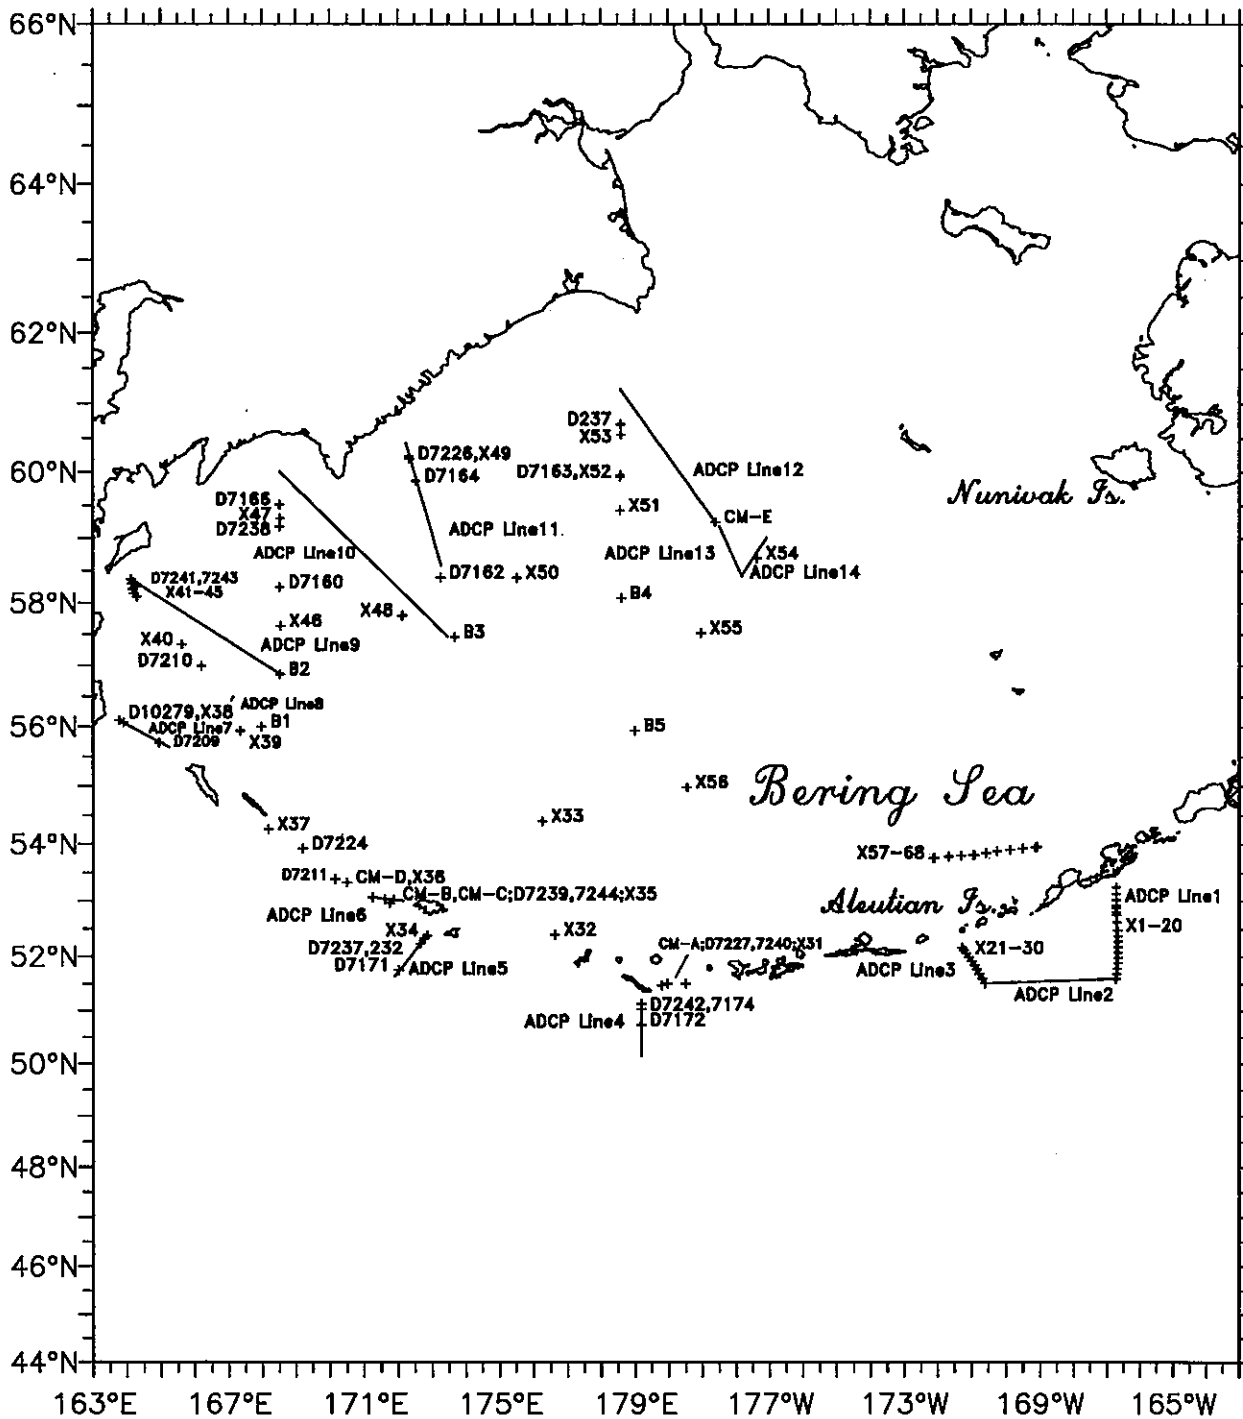 66°N
64°N
62°N
D237
X53
D7226,X49
D7163,X52
ADCP Line12
60°N
D7164
Nunivak Is.
D7166
X47
D7238
X51
CM-E
ADCP Line11.
ADCP Line10
ADCP Line13
X54
D7241,7243
D7162
X50
ADCP Line14
X41-45
D7160
58°N
B4
X48
X46
X40
ADCP Line9
B3
X55
D7210
B2
ADCP Line8
D10279,X38
56°N
ADCP Line7
B1
B5
D7209
X39
X56
Bering Sea
X37
X33
54°N
D7224
X57-68
D7211
CM-D,X36
CM-B,CM-C;D7239,7244;X35
ADCP Line1
Aleutian Is.
ADCP Line6
X34
X32
X1-20
D7237,232
CM-A;D7227,7240;X31
X21-30
52°N
D7171
ADCP Line5
ADCP Line3
ADCP Line2
D7242,7174
ADCP Line4
D7172
50°N
48°N
46°N
44°N
163°E 167°E 171°E 175°E 179°E 177°W 173°W 169°W 165°W